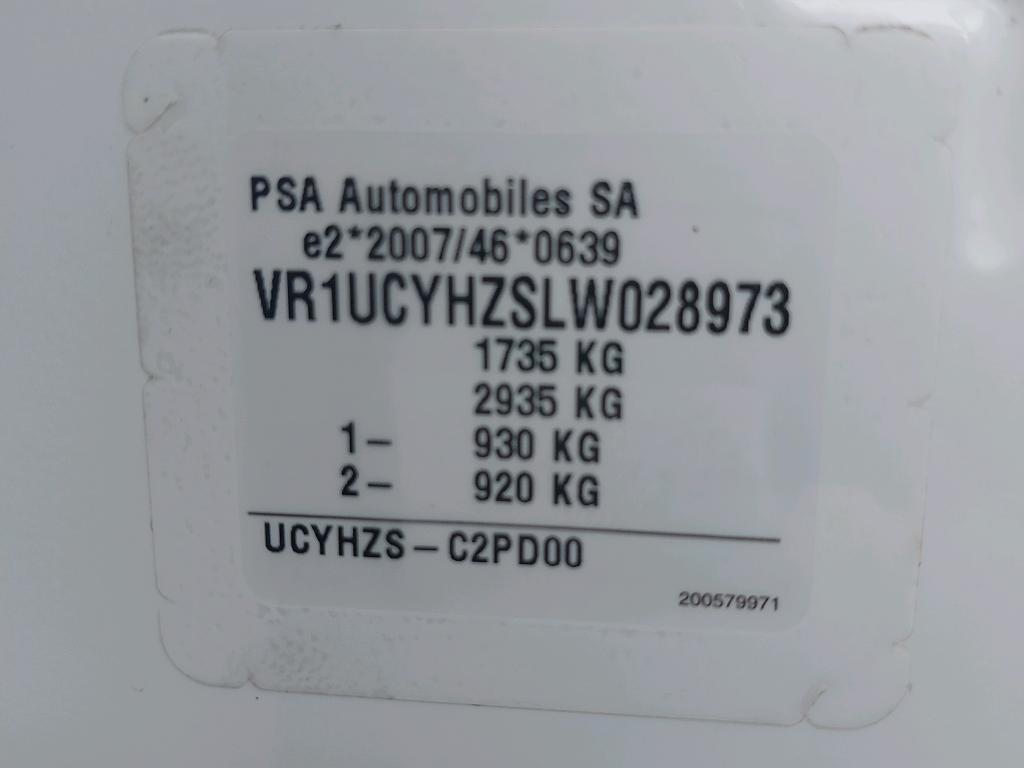 PSA Automobiles SA
e2*2007/46*0639
VR1UCYHZSLW028973
1735 KG
2935 KG
1- 930 KG
2- 920 KG
UCYHZS - C2PD00
200579971